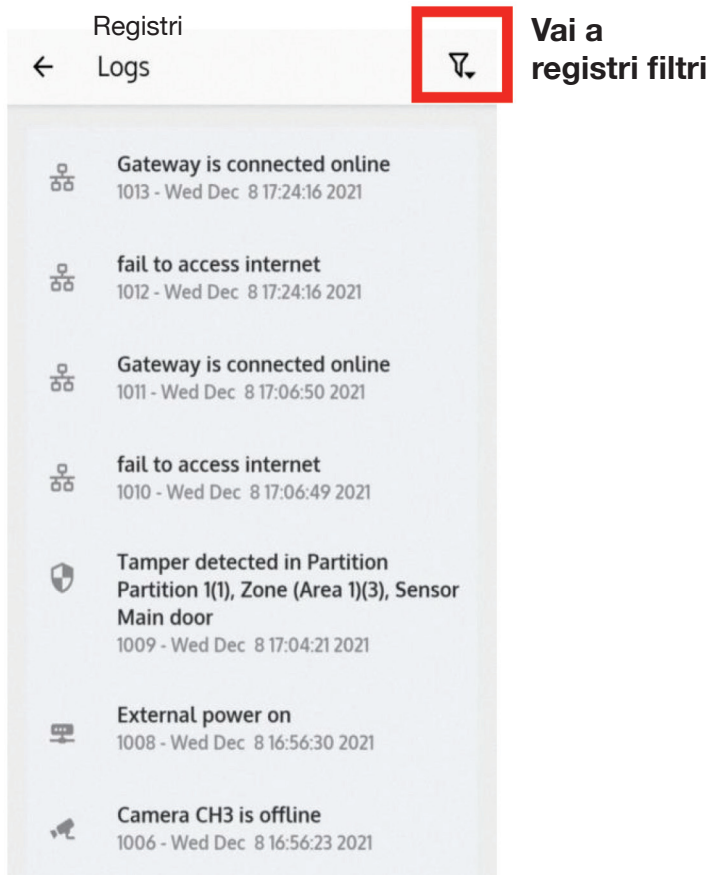 Registri
Logs
Vai a
registri filtri
Gateway is connected online
1013 - Wed Dec 8 17:24:16 2021
fail to access internet
1012 - Wed Dec 8 17:24:16 2021
Gateway is connected online
1011 - Wed Dec 8 17:06:50 2021
fail to access internet
1010 - Wed Dec 8 17:06:49 2021
Tamper detected in Partition
Partition 1(1), Zone (Area 1)(3), Sensor
Main door
1009 - Wed Dec 8 17:04:21 2021
External power on
1008 - Wed Dec 8 16:56:30 2021
Camera CH3 is offline
1006 - Wed Dec 8 16:56:23 2021